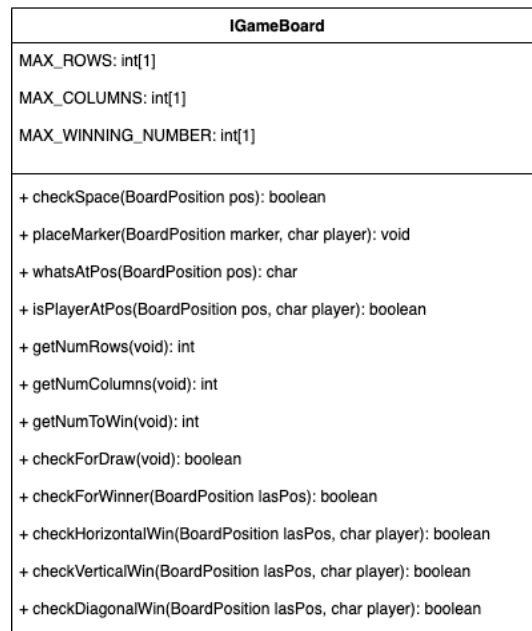 IGameBoard
MAX_ROWS: int[1]
MAX_COLUMNS: int[1]
MAX_WINNING_NUMBER: int[1]
+ checkSpace(BoardPosition pos): boolean
+ placeMarker(BoardPosition marker, char player): void
+ whatsAtPos(BoardPosition pos): char
+ isPlayerAtPos(BoardPosition pos, char player): boolean
+ getNumRows(void): int
+ getNumColumns(void): int
+ getNumToWin(void): int
+ checkForDraw(void): boolean
+ checkForWinner(BoardPosition lasPos): boolean
+ checkHorizontalWin(BoardPosition lasPos, char player): boolean
+ checkVerticalWin(BoardPosition lasPos, char player): boolean
+ checkDiagonalWin(BoardPosition lasPos, char player): boolean